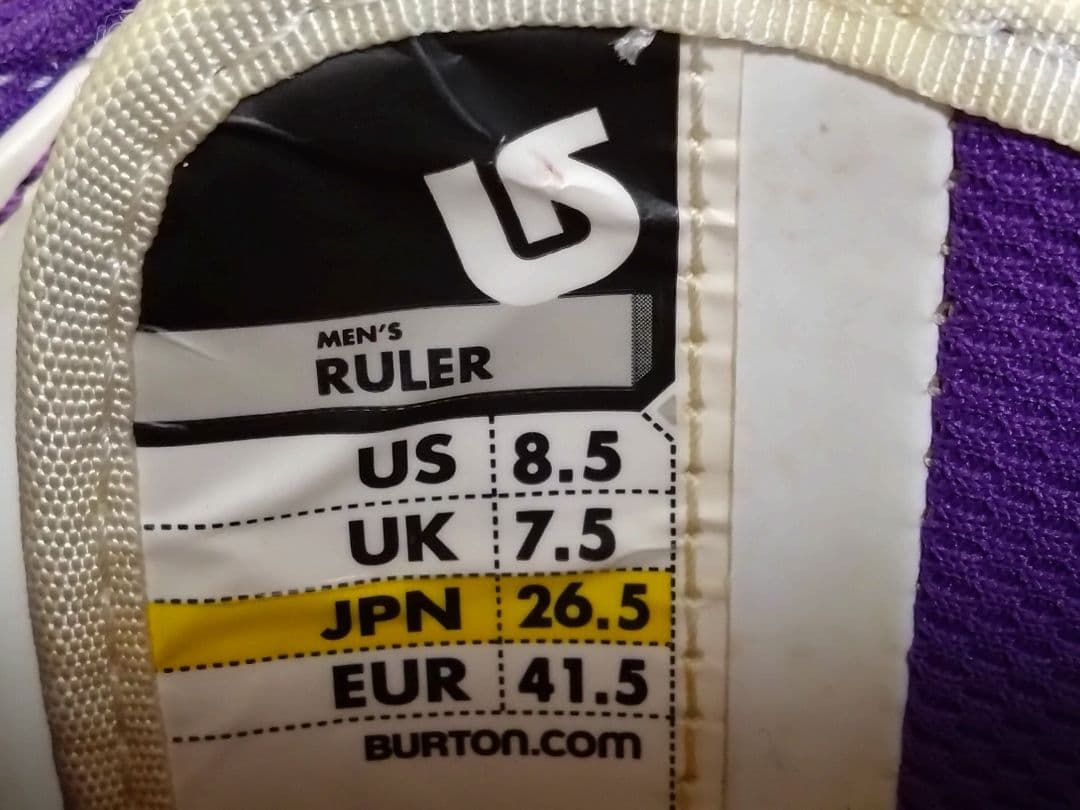 MEN'S
RULER
US 8.5
UK 7.5
JPN 26.5
EUR 41.5
BURTON.COM